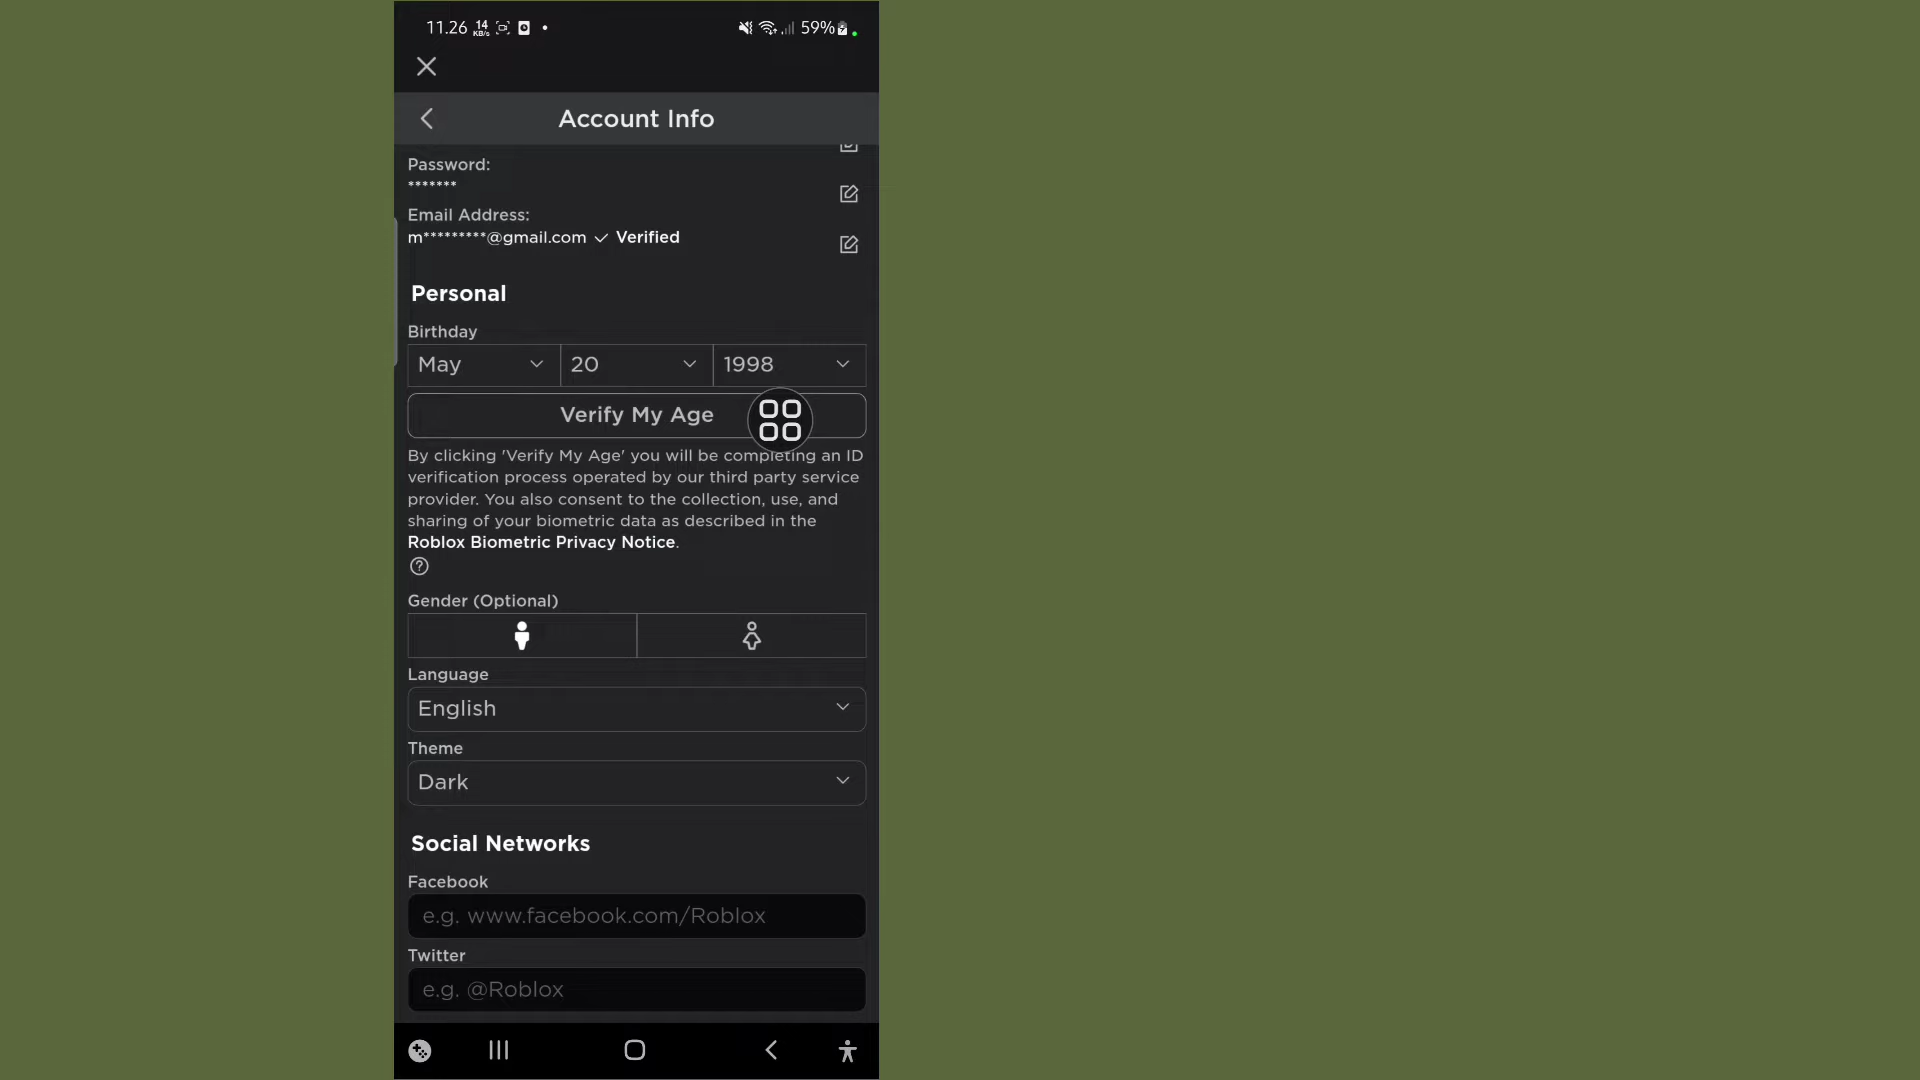 11.26 14 KB/s 59%
Account Info
Password:
*******
Email Address:
m*********@gmail.com Verified
Personal
Birthday
May 20 1998
Verify My Age
By clicking 'Verify My Age' you will be completing an ID
verification process operated by our third party service
provider. You also consent to the collection, use, and
sharing of your biometric data as described in the
Roblox Biometric Privacy Notice.
?
Gender (Optional)
Language
English
Theme
Dark
Social Networks
Facebook
e.g. www.facebook.com/Roblox
Twitter
e.g. @Roblox